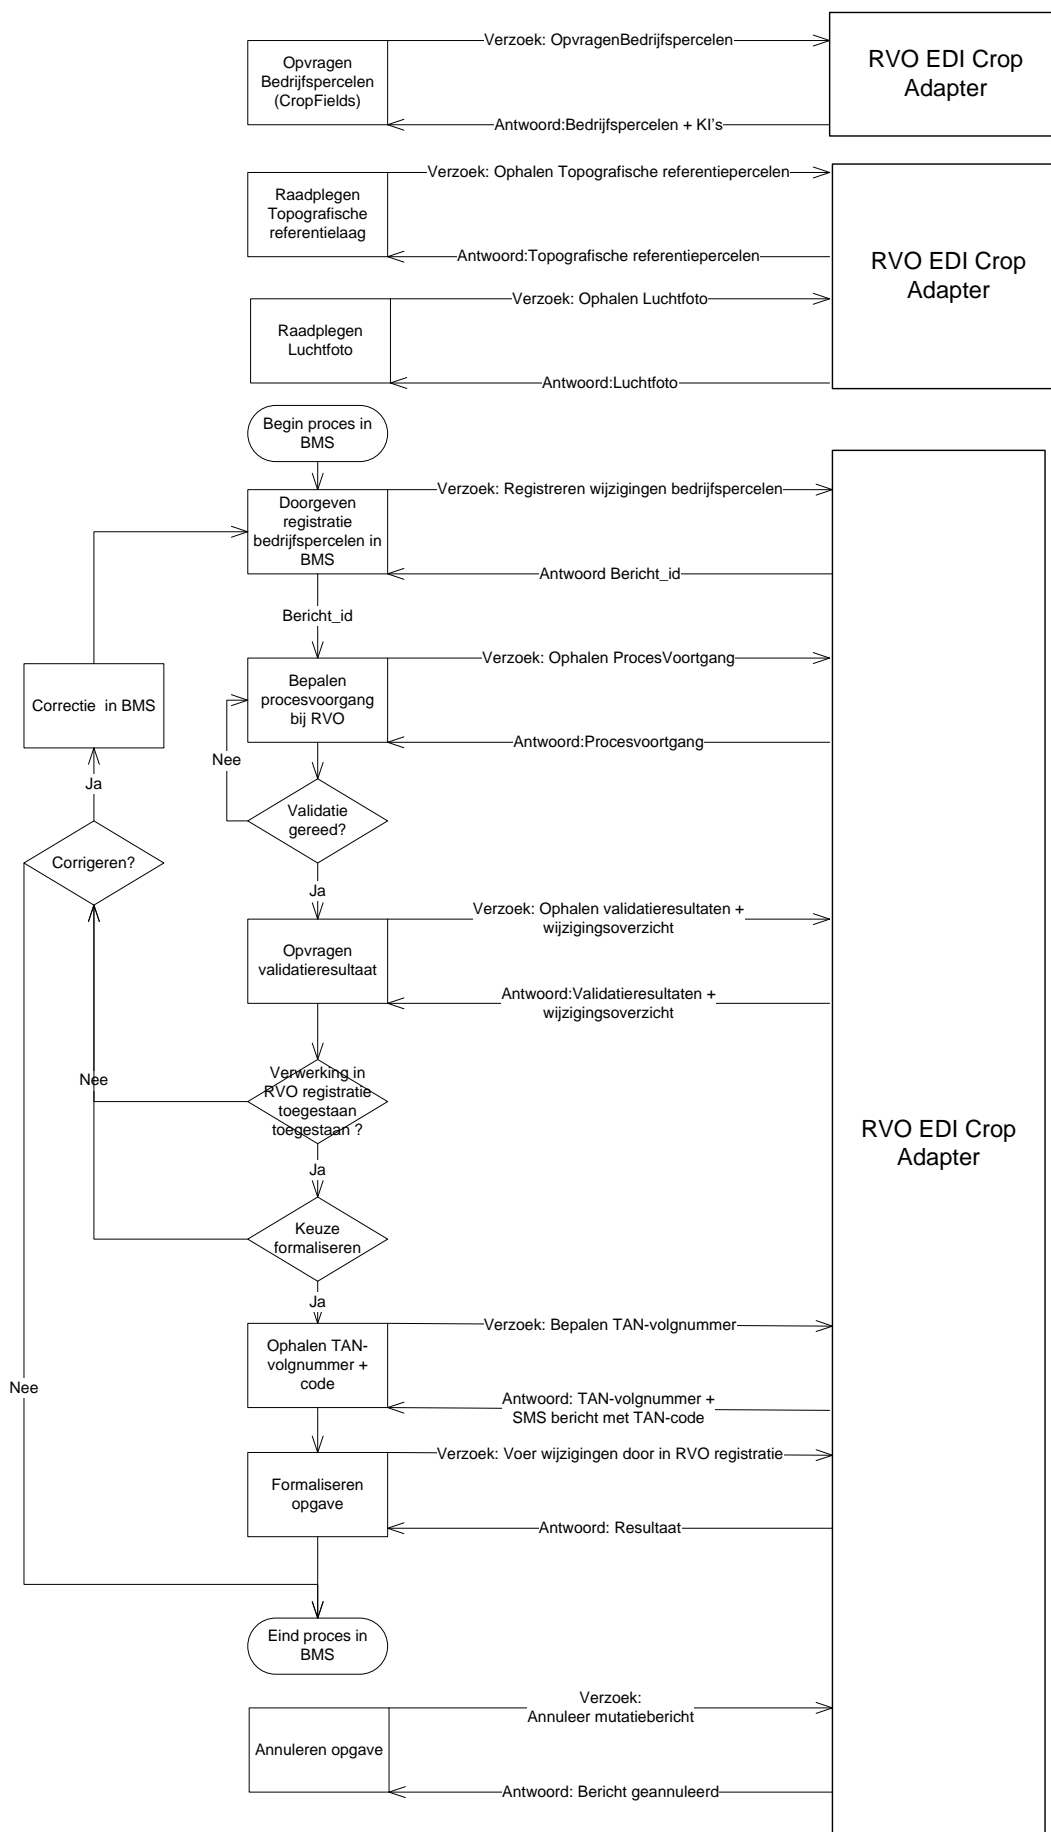 Verzoek: OpvragenBedrijfspercelen
Opvragen
Bedrijfspercelen
(CropFields)
RVO EDI Crop
Adapter
Antwoord:Bedrijfspercelen + KI's
Verzoek: Ophalen Topografische referentiepercelen
Raadplegen
Topografische
referentielaag
Antwoord:Topografische referentiepercelen
RVO EDI Crop
Adapter
Verzoek: Ophalen Luchtfoto
Raadplegen
Luchtfoto
Antwoord:Luchtfoto
Begin proces in
BMS
Verzoek: Registreren wijzigingen bedrijfspercelen
Doorgeven
registratie
bedrijfspercelen in
BMS
Antwoord Bericht_id
Bericht_id
Verzoek: Ophalen ProcesVoortgang
Bepalen
procesvoorgang
bij RVO
Correctie  in BMS
Antwoord:Procesvoortgang
Nee
Ja
Validatie
gereed?
Corrigeren?
Ja
Verzoek: Ophalen validatieresultaten +
wijzigingsoverzicht
Opvragen
validatieresultaat
Antwoord:Validatieresultaten +
wijzigingsoverzicht
Nee
Verwerking in
RVO registratie
toegestaan
toegestaan ?
RVO EDI Crop
Adapter
Ja
Keuze
formaliseren
Ja
Verzoek: Bepalen TAN-volgnummer
Ophalen TAN-
volgnummer +
code
Nee
Antwoord: TAN-volgnummer +
SMS bericht met TAN-code
Verzoek: Voer wijzigingen door in RVO registratie
Formaliseren
opgave
Antwoord: Resultaat
Eind proces in
BMS
Verzoek:
Annuleer mutatiebericht
Annuleren opgave
Antwoord: Bericht geannuleerd